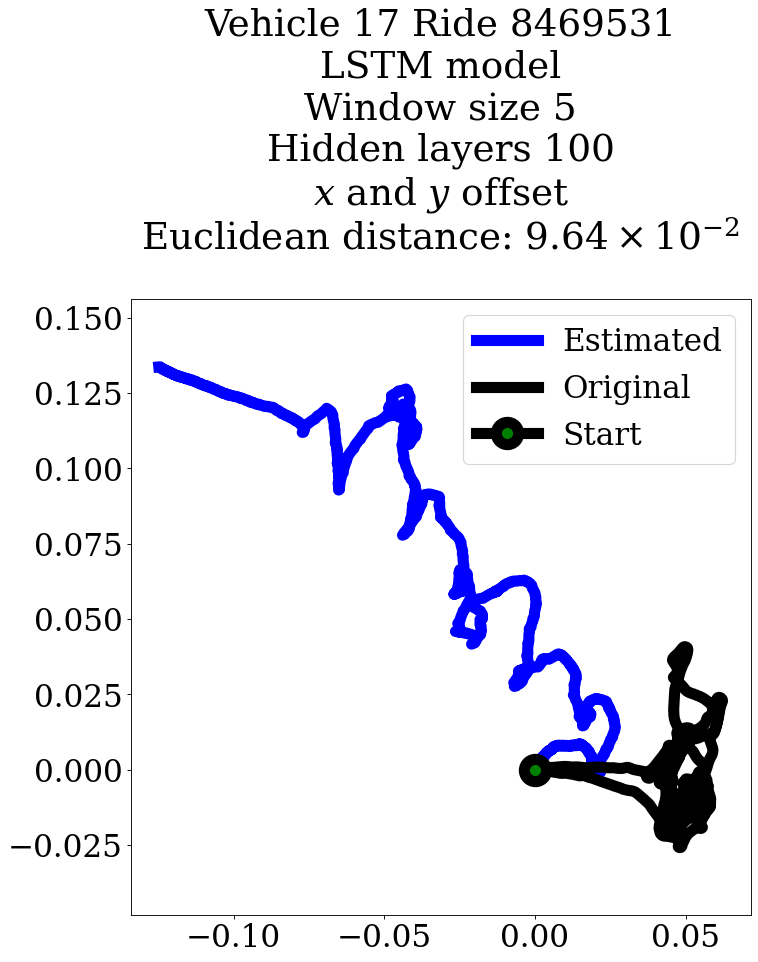 Vehicle 17 Ride 8469531
LSTM model
Window size 5
Hidden layers 100
x and y offset
Euclidean distance: 9.64 × 10⁻²
Estimated
Original
Start
0.150
0.125
0.100
0.075
0.050
0.025
0.000
−0.025
−0.10 −0.05 0.00 0.05